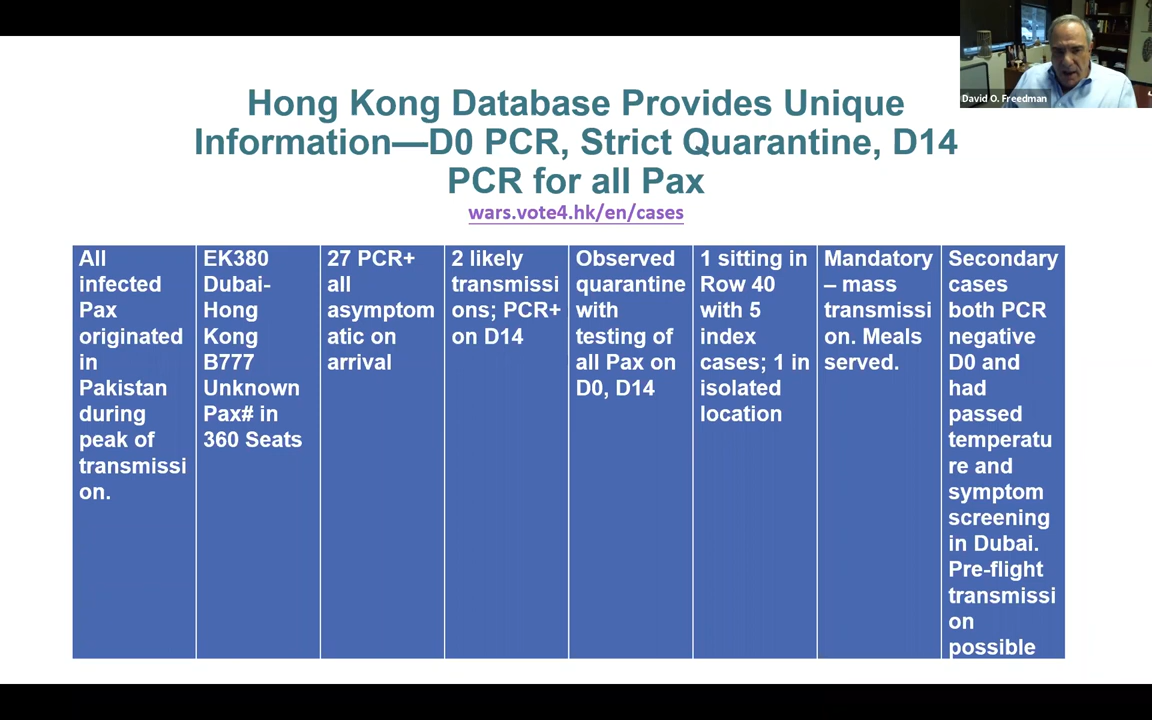 David O. Freedman
Hong Kong Database Provides Unique
Information—D0 PCR, Strict Quarantine, D14
PCR for all Pax
wars.vote4.hk/en/cases
All
infected
Pax
originated
in
Pakistan
during
peak of
transmissi
on.
EK380
Dubai-
Hong
Kong
B777
Unknown
Pax# in
360 Seats
27 PCR+
all
asymptom
atic on
arrival
2 likely
transmissi
ons; PCR+
on D14
Observed
quarantine
with
testing of
all Pax on
D0, D14
1 sitting in
Row 40
with 5
index
cases; 1 in
isolated
location
Mandatory
– mass
transmissi
on. Meals
served.
Secondary
cases
both PCR
negative
D0 and
had
passed
temperatu
re and
symptom
screening
in Dubai.
Pre-flight
transmissi
on
possible